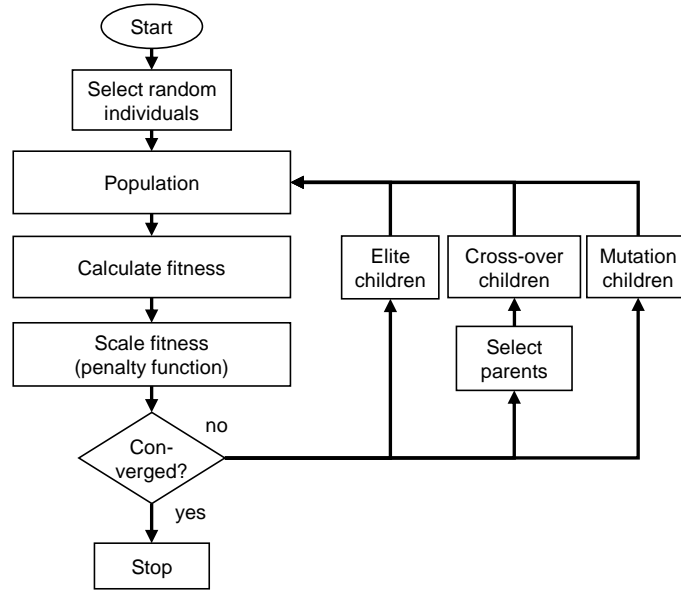 Start
Select random
individuals
Population
Calculate fitness
Scale fitness
(penalty function)
Con-
verged?
no
yes
Stop
Elite
children
Cross-over
children
Select
parents
Mutation
children